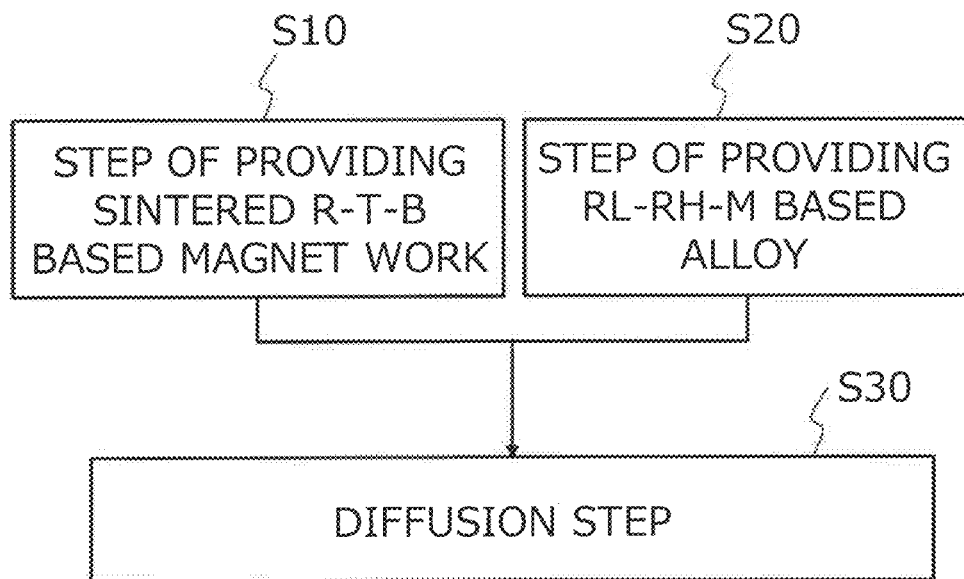 S10
S20
STEP OF PROVIDING
SINTERED R-T-B
BASED MAGNET WORK
STEP OF PROVIDING
RL-RH-M BASED
ALLOY
S30
DIFFUSION STEP